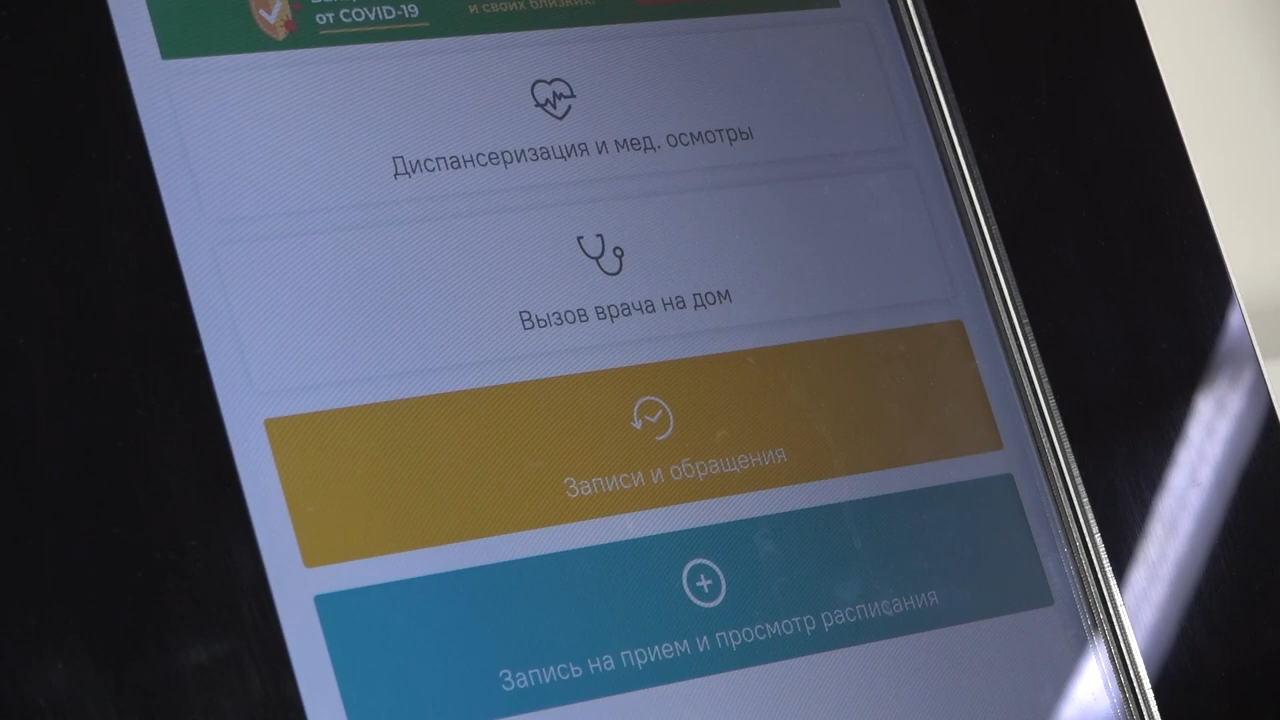 от COVID-19
и своих близких!
Диспансеризация и мед. осмотры
Вызов врача на дом
Записи и обращения
Запись на прием и просмотр расписания